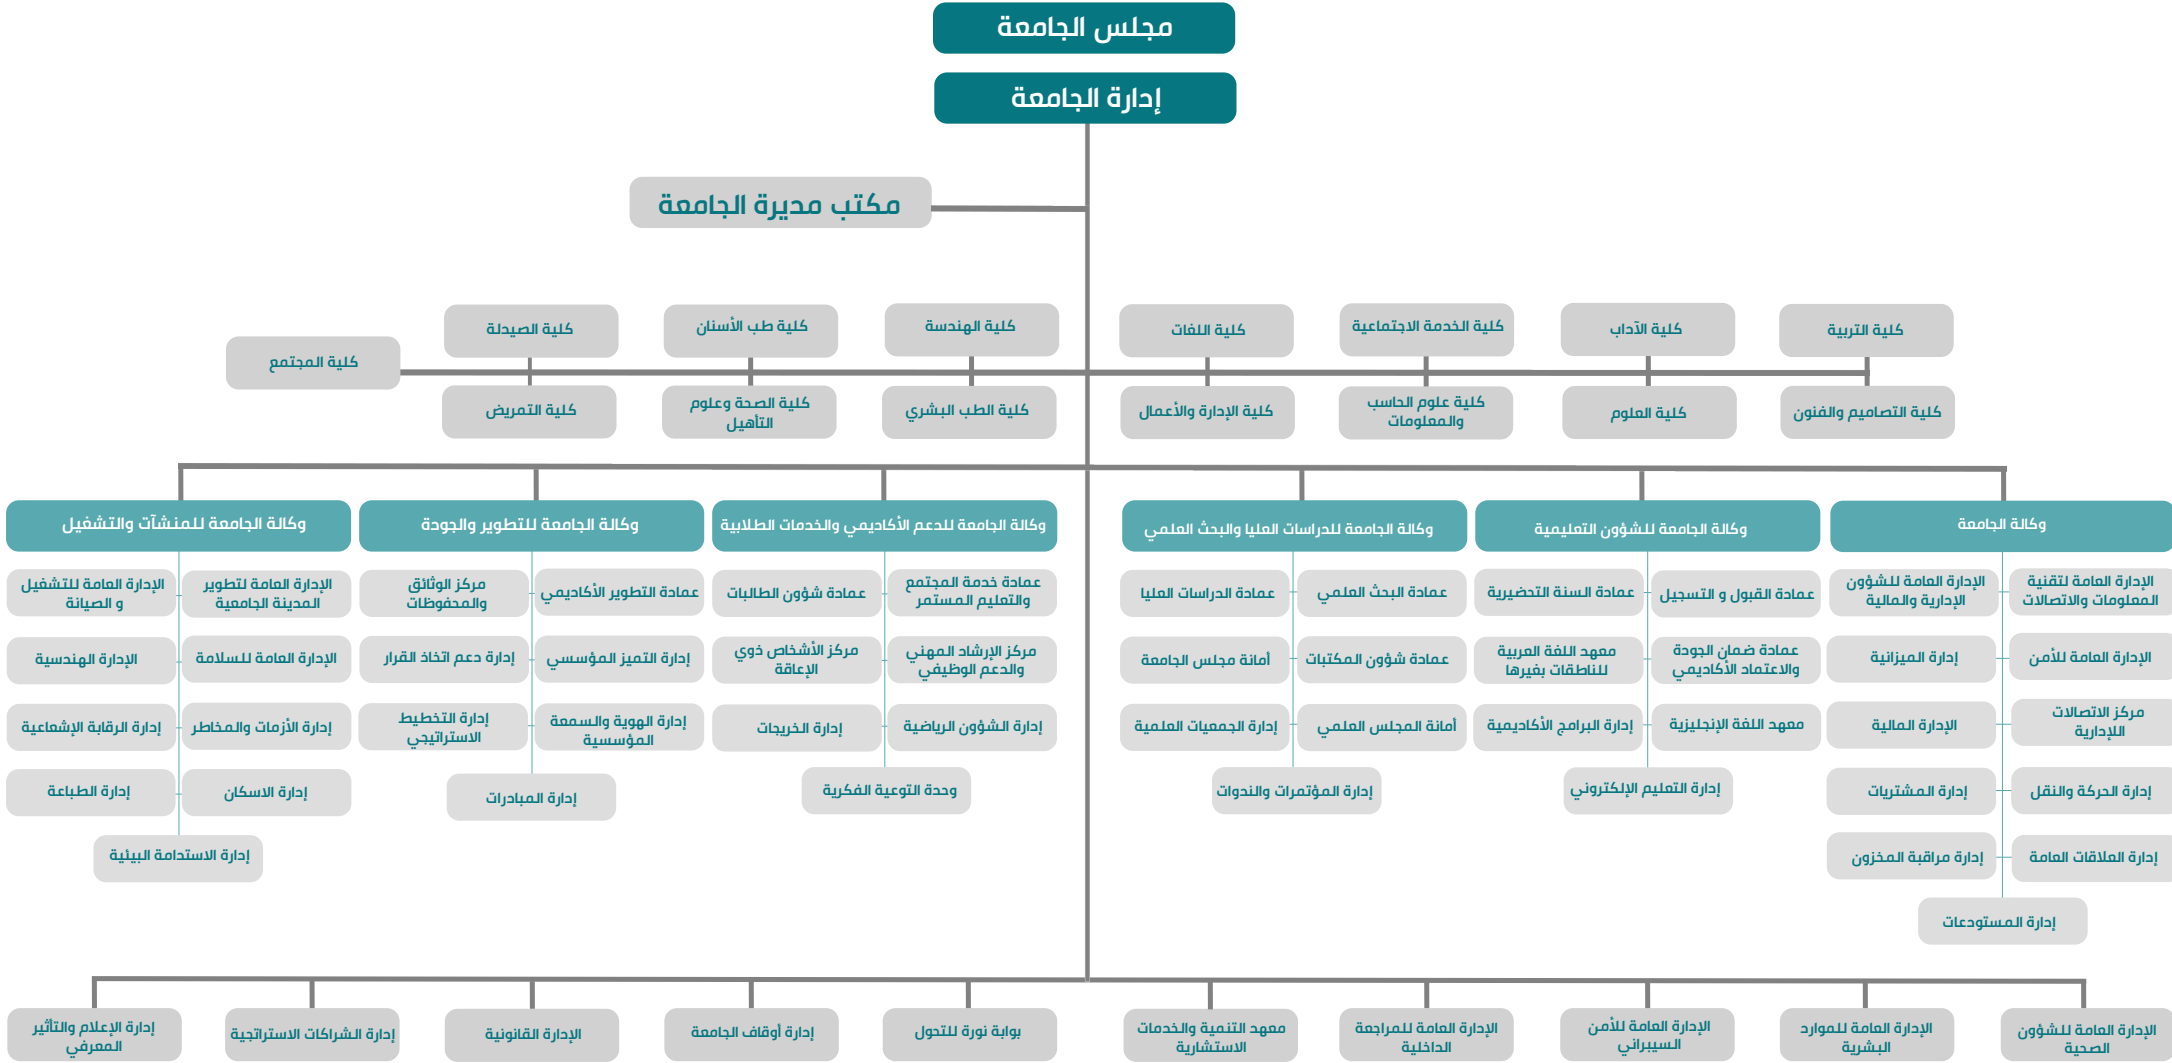 مجلس الجامعة
إدارة الجامعة
مكتب مديرة الجامعة
كلية التربية
كلية الآداب
كلية الخدمة الاجتماعية
كلية اللغات
كلية الهندسة
كلية طب الأسنان
كلية الصيدلة
كلية المجتمع
كلية التصاميم والفنون
كلية العلوم
كلية علوم الحاسب
والمعلومات
كلية الإدارة والأعمال
كلية الطب البشري
كلية الصحة وعلوم
التأهيل
كلية التمريض
وكالة الجامعة
الإدارة العامة لتقنية
المعلومات والاتصالات
الإدارة العامة للشؤون
الإدارية والمالية
الإدارة العامة للأمن
إدارة الميزانية
مركز الاتصالات
اللإدارية
الإدارة المالية
إدارة الحركة والنقل
إدارة المشتريات
إدارة العلاقات العامة
إدارة مراقبة المخزون
إدارة المستودعات
وكالة الجامعة للشؤون التعليمية
عمادة القبول و التسجيل
عمادة السنة التحضيرية
عمادة ضمان الجودة
والاعتماد الأكاديمي
معهد اللغة العربية
للناطقات بغيرها
معهد اللغة الإنجليزية
إدارة البرامج الأكاديمية
إدارة التعليم الإلكتروني
وكالة الجامعة للدراسات العليا والبحث العلمي
عمادة البحث العلمي
عمادة الدراسات العليا
عمادة شؤون المكتبات
أمانة مجلس الجامعة
أمانة المجلس العلمي
إدارة الجمعيات العلمية
إدارة المؤتمرات والندوات
وكالة الجامعة للدعم الأكاديمي والخدمات الطلابية
عمادة خدمة المجتمع
والتعليم المستمر
عمادة شؤون الطالبات
مركز الإرشاد المهني
والدعم الوظيفي
مركز الأشخاص ذوي
الإعاقة
إدارة الشؤون الرياضية
إدارة الخريجات
وحدة التوعية الفكرية
وكالة الجامعة للتطوير والجودة
عمادة التطوير الأكاديمي
مركز الوثائق
والمحفوظات
إدارة التميز المؤسسي
إدارة دعم اتخاذ القرار
إدارة الهوية والسمعة
المؤسسية
إدارة التخطيط
الاستراتيجي
إدارة المبادرات
وكالة الجامعة للمنشآت والتشغيل
الإدارة العامة لتطوير
المدينة الجامعية
الإدارة العامة للتشغيل
و الصيانة
الإدارة العامة للسلامة
الإدارة الهندسية
إدارة الأزمات والمخاطر
إدارة الرقابة الإشعاعية
إدارة الاسكان
إدارة الطباعة
إدارة الاستدامة البيئية
الإدارة العامة للشؤون
الصحية
الإدارة العامة للموارد
البشرية
الإدارة العامة للأمن
السيبراني
الإدارة العامة للمراجعة
الداخلية
معهد التنمية والخدمات
الاستشارية
بوابة نورة للتحول
إدارة أوقاف الجامعة
الإدارة القانونية
إدارة الشراكات الاستراتجية
إدارة الإعلام والتأثير
المعرفي